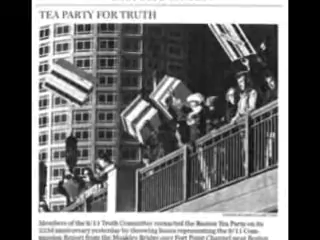 TEA PARTY FOR TRUTH
Members of the 9/11 Truth Committee reenacted the Boston Tea Party on its
233d anniversary yesterday by throwing boxes representing the 9/11 Com-
mission Report from the Moakley Bridge over Fort Point Channel near Boston